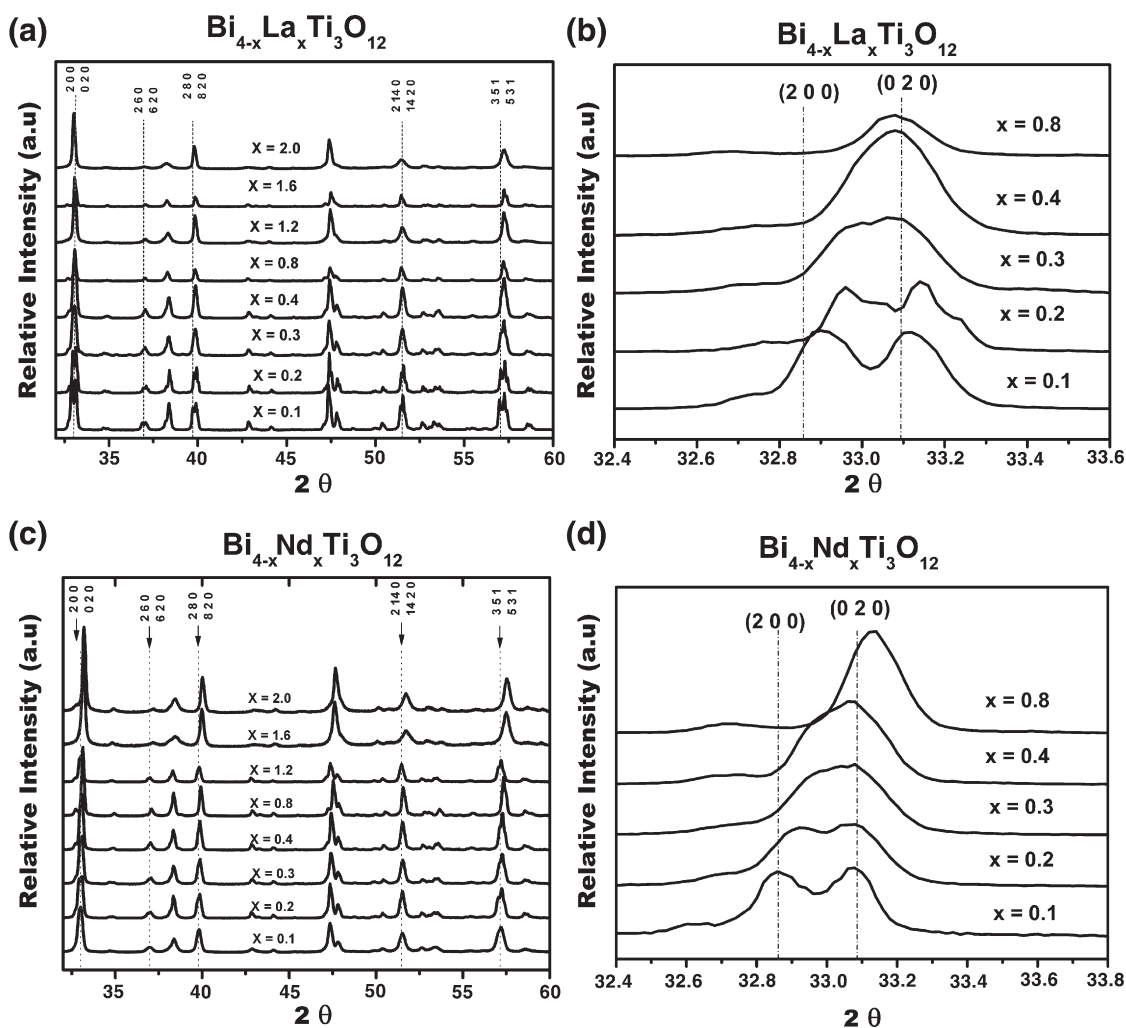 (a)
Bi4-xLaxTi3O12
2 0 0
0 2 0
2 6 0
6 2 0
2 8 0
8 2 0
2 14 0
14 2 0
3 5 1
5 3 1
X = 2.0
X = 1.6
X = 1.2
X = 0.8
X = 0.4
X = 0.3
X = 0.2
X = 0.1
Relative Intensity (a.u)
35 40 45 50 55 60
2 θ
(b)
Bi4-xLaxTi3O12
(2 0 0)
(0 2 0)
x = 0.8
x = 0.4
x = 0.3
x = 0.2
x = 0.1
Relative Intensity (a.u)
32.4 32.6 32.8 33.0 33.2 33.4 33.6
2 θ
(c)
Bi4-xNdxTi3O12
2 0 0
0 2 0
2 6 0
6 2 0
2 8 0
8 2 0
2 14 0
14 2 0
3 5 1
5 3 1
X = 2.0
X = 1.6
X = 1.2
X = 0.8
X = 0.4
X = 0.3
X = 0.2
X = 0.1
Relative Intensity (a.u)
35 40 45 50 55 60
2 θ
(d)
Bi4-xNdxTi3O12
(2 0 0)
(0 2 0)
x = 0.8
x = 0.4
x = 0.3
x = 0.2
x = 0.1
Relative Intensity (a.u)
32.4 32.6 32.8 33.0 33.2 33.4 33.6 33.8
2 θ